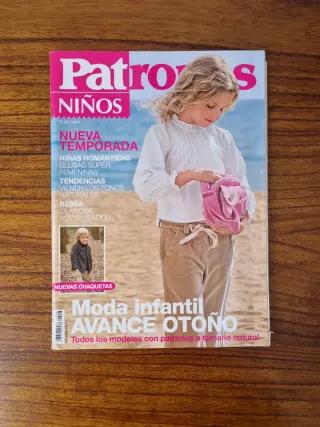 Patrones
NIÑOS
NUEVA
TEMPORADA
NIÑAS ROMÁNTICAS
BLUSAS SUPER
FEMENINAS
TENDENCIAS
VIENEN LOS TONOS
NATURALES
BEBÉS
CLÁSICOS
ACTUALIZADOS
NUEVAS CHAQUETAS
Moda infantil
AVANCE OTOÑO
Todos los modelos con patrones a tamaño natural